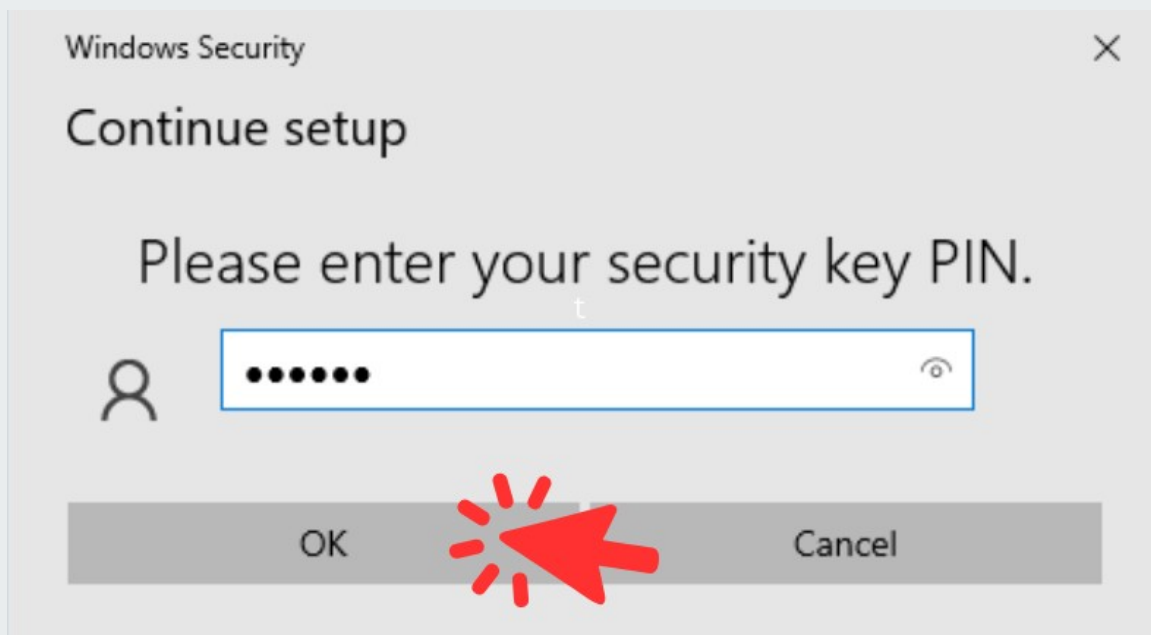 Windows Security
Continue setup
Please enter your security key PIN.
t
••••••
OK
Cancel